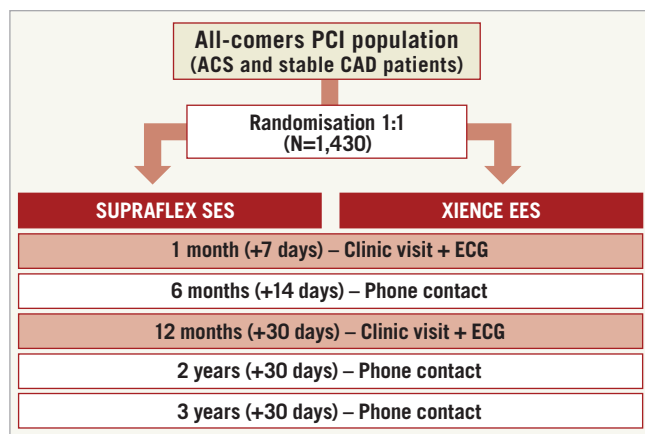 All-comers PCI population
(ACS and stable CAD patients)
Randomisation 1:1
(N=1,430)
SUPRAFLEX SES
XIENCE EES
1 month (+7 days) – Clinic visit + ECG
6 months (+14 days) – Phone contact
12 months (+30 days) – Clinic visit + ECG
2 years (+30 days) – Phone contact
3 years (+30 days) – Phone contact